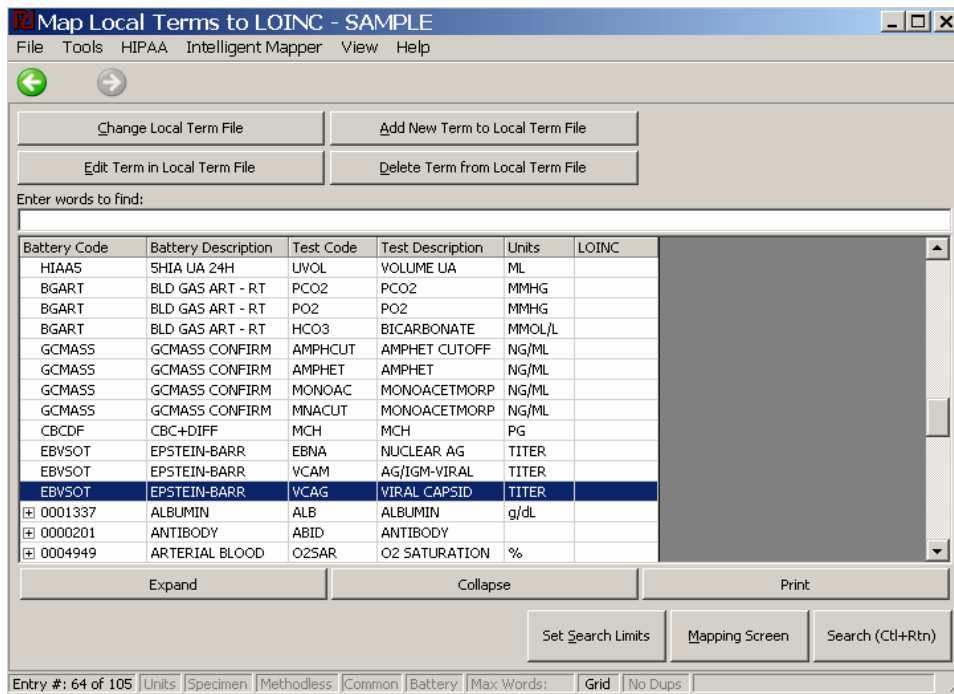 Map Local Terms to LOINC - SAMPLE
File Tools HIPAA Intelligent Mapper View Help
Change Local Term File Add New Term to Local Term File
Edit Term in Local Term File Delete Term from Local Term File
Enter words to find:
Battery Code Battery Description Test Code Test Description Units LOINC
HIAA5 5HIA UA 24H UVOL VOLUME UA ML
BGART BLD GAS ART - RT PCO2 PCO2 MMHG
BGART BLD GAS ART - RT PO2 PO2 MMHG
BGART BLD GAS ART - RT HCO3 BICARBONATE MMOL/L
GCMASS GCMASS CONFIRM AMPHCUT AMPHET CUTOFF NG/ML
GCMASS GCMASS CONFIRM AMPHET AMPHET NG/ML
GCMASS GCMASS CONFIRM MONOAC MONOACETMORP NG/ML
GCMASS GCMASS CONFIRM MNACUT MONOACETMORP NG/ML
CBCDF CBC+DIFF MCH MCH PG
EBVSOT EPSTEIN-BARR EBNA NUCLEAR AG TITER
EBVSOT EPSTEIN-BARR VCAM AG/IGM-VIRAL TITER
EBVSOT EPSTEIN-BARR VCAG VIRAL CAPSID TITER
0001337 ALBUMIN ALB ALBUMIN g/dL
0000201 ANTIBODY ABID ANTIBODY
0004949 ARTERIAL BLOOD O2SAR O2 SATURATION %
Expand Collapse Print
Set Search Limits Mapping Screen Search (Ctl+Rtn)
Entry #: 64 of 105 Units Specimen Methodless Common Battery Max Words: Grid No Dups